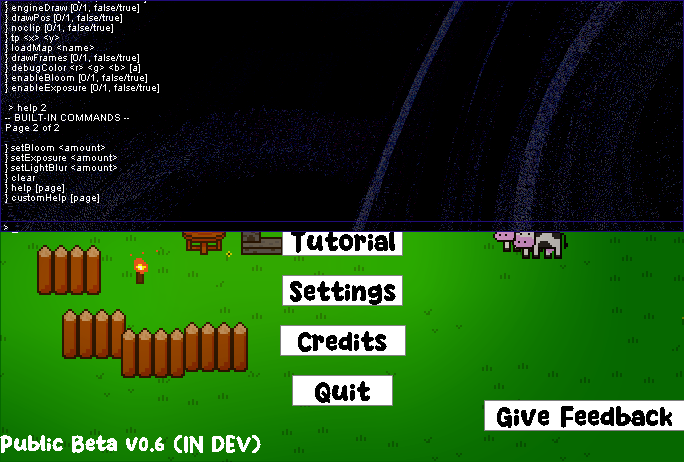 } engineDraw [0/1, false/true]
} drawPos [0/1, false/true]
} noclip [0/1, false/true]
} tp <x> <y>
} loadMap <name>
} drawFrames [0/1, false/true]
} debugColor <r> <g> <b> [a]
} enableBloom [0/1, false/true]
} enableExposure [0/1, false/true]
> help 2
-- BUILT-IN COMMANDS --
Page 2 of 2
} setBloom <amount>
} setExposure <amount>
} setLightBlur <amount>
} clear
} help [page]
} customHelp [page]
> _
Tutorial
Settings
Credits
Quit
Give Feedback
Public Beta v0.6 (IN DEV)